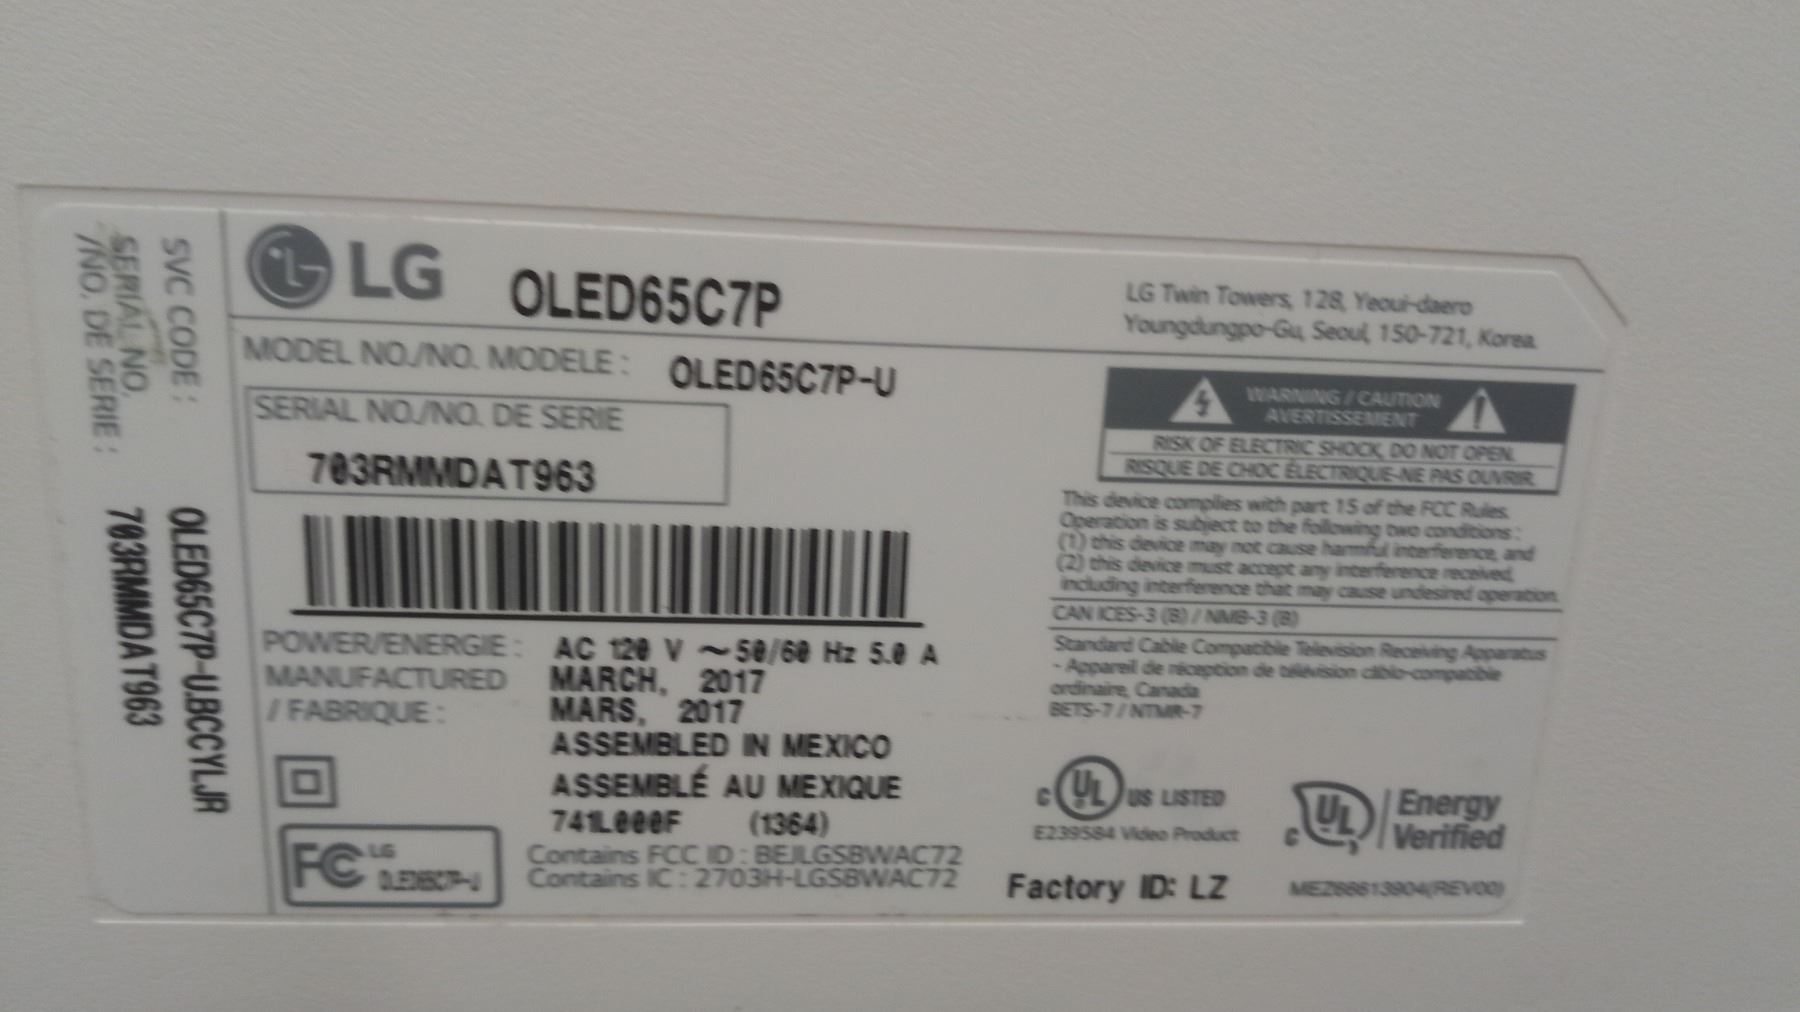 LG OLED65C7P
LG Twin Towers, 128, Yeoui-daero
Youngdungpo-Gu, Seoul, 150-721, Korea.
MODEL NO./NO. MODELE : OLED65C7P-U
SERIAL NO./NO. DE SERIE
703RMMDAT963
POWER/ENERGIE : AC 120 V ~50/60 Hz 5.0 A
MANUFACTURED MARCH, 2017
/ FABRIQUE : MARS, 2017
ASSEMBLED IN MEXICO
ASSEMBLÉ AU MEXIQUE
741L000F (1364)
Contains FCC ID : BEJLGSBWAC72
Contains IC : 2703H-LGSBWAC72
FC LG
OLED65C7P-U
WARNING / CAUTION
AVERTISSEMENT
RISK OF ELECTRIC SHOCK, DO NOT OPEN.
RISQUE DE CHOC ÉLECTRIQUE-NE PAS OUVRIR.
This device complies with part 15 of the FCC Rules.
Operation is subject to the following two conditions :
(1) this device may not cause harmful interference, and
(2) this device must accept any interference received,
including interference that may cause undesired operation.
CAN ICES-3 (B) / NMB-3 (B)
Standard Cable Compatible Television Receiving Apparatus
- Appareil de réception de télévision câblo-compatible
ordinaire, Canada
BETS-7 / NTMR-7
C UL US LISTED
E239584 Video Product
C UL Energy
Verified
Factory ID: LZ
MEZ66613904(REV00)
SVC CODE : OLED65C7P-U.BCCYLJR
SERIAL NO. 703RMMDAT963
/NO. DE SERIE :